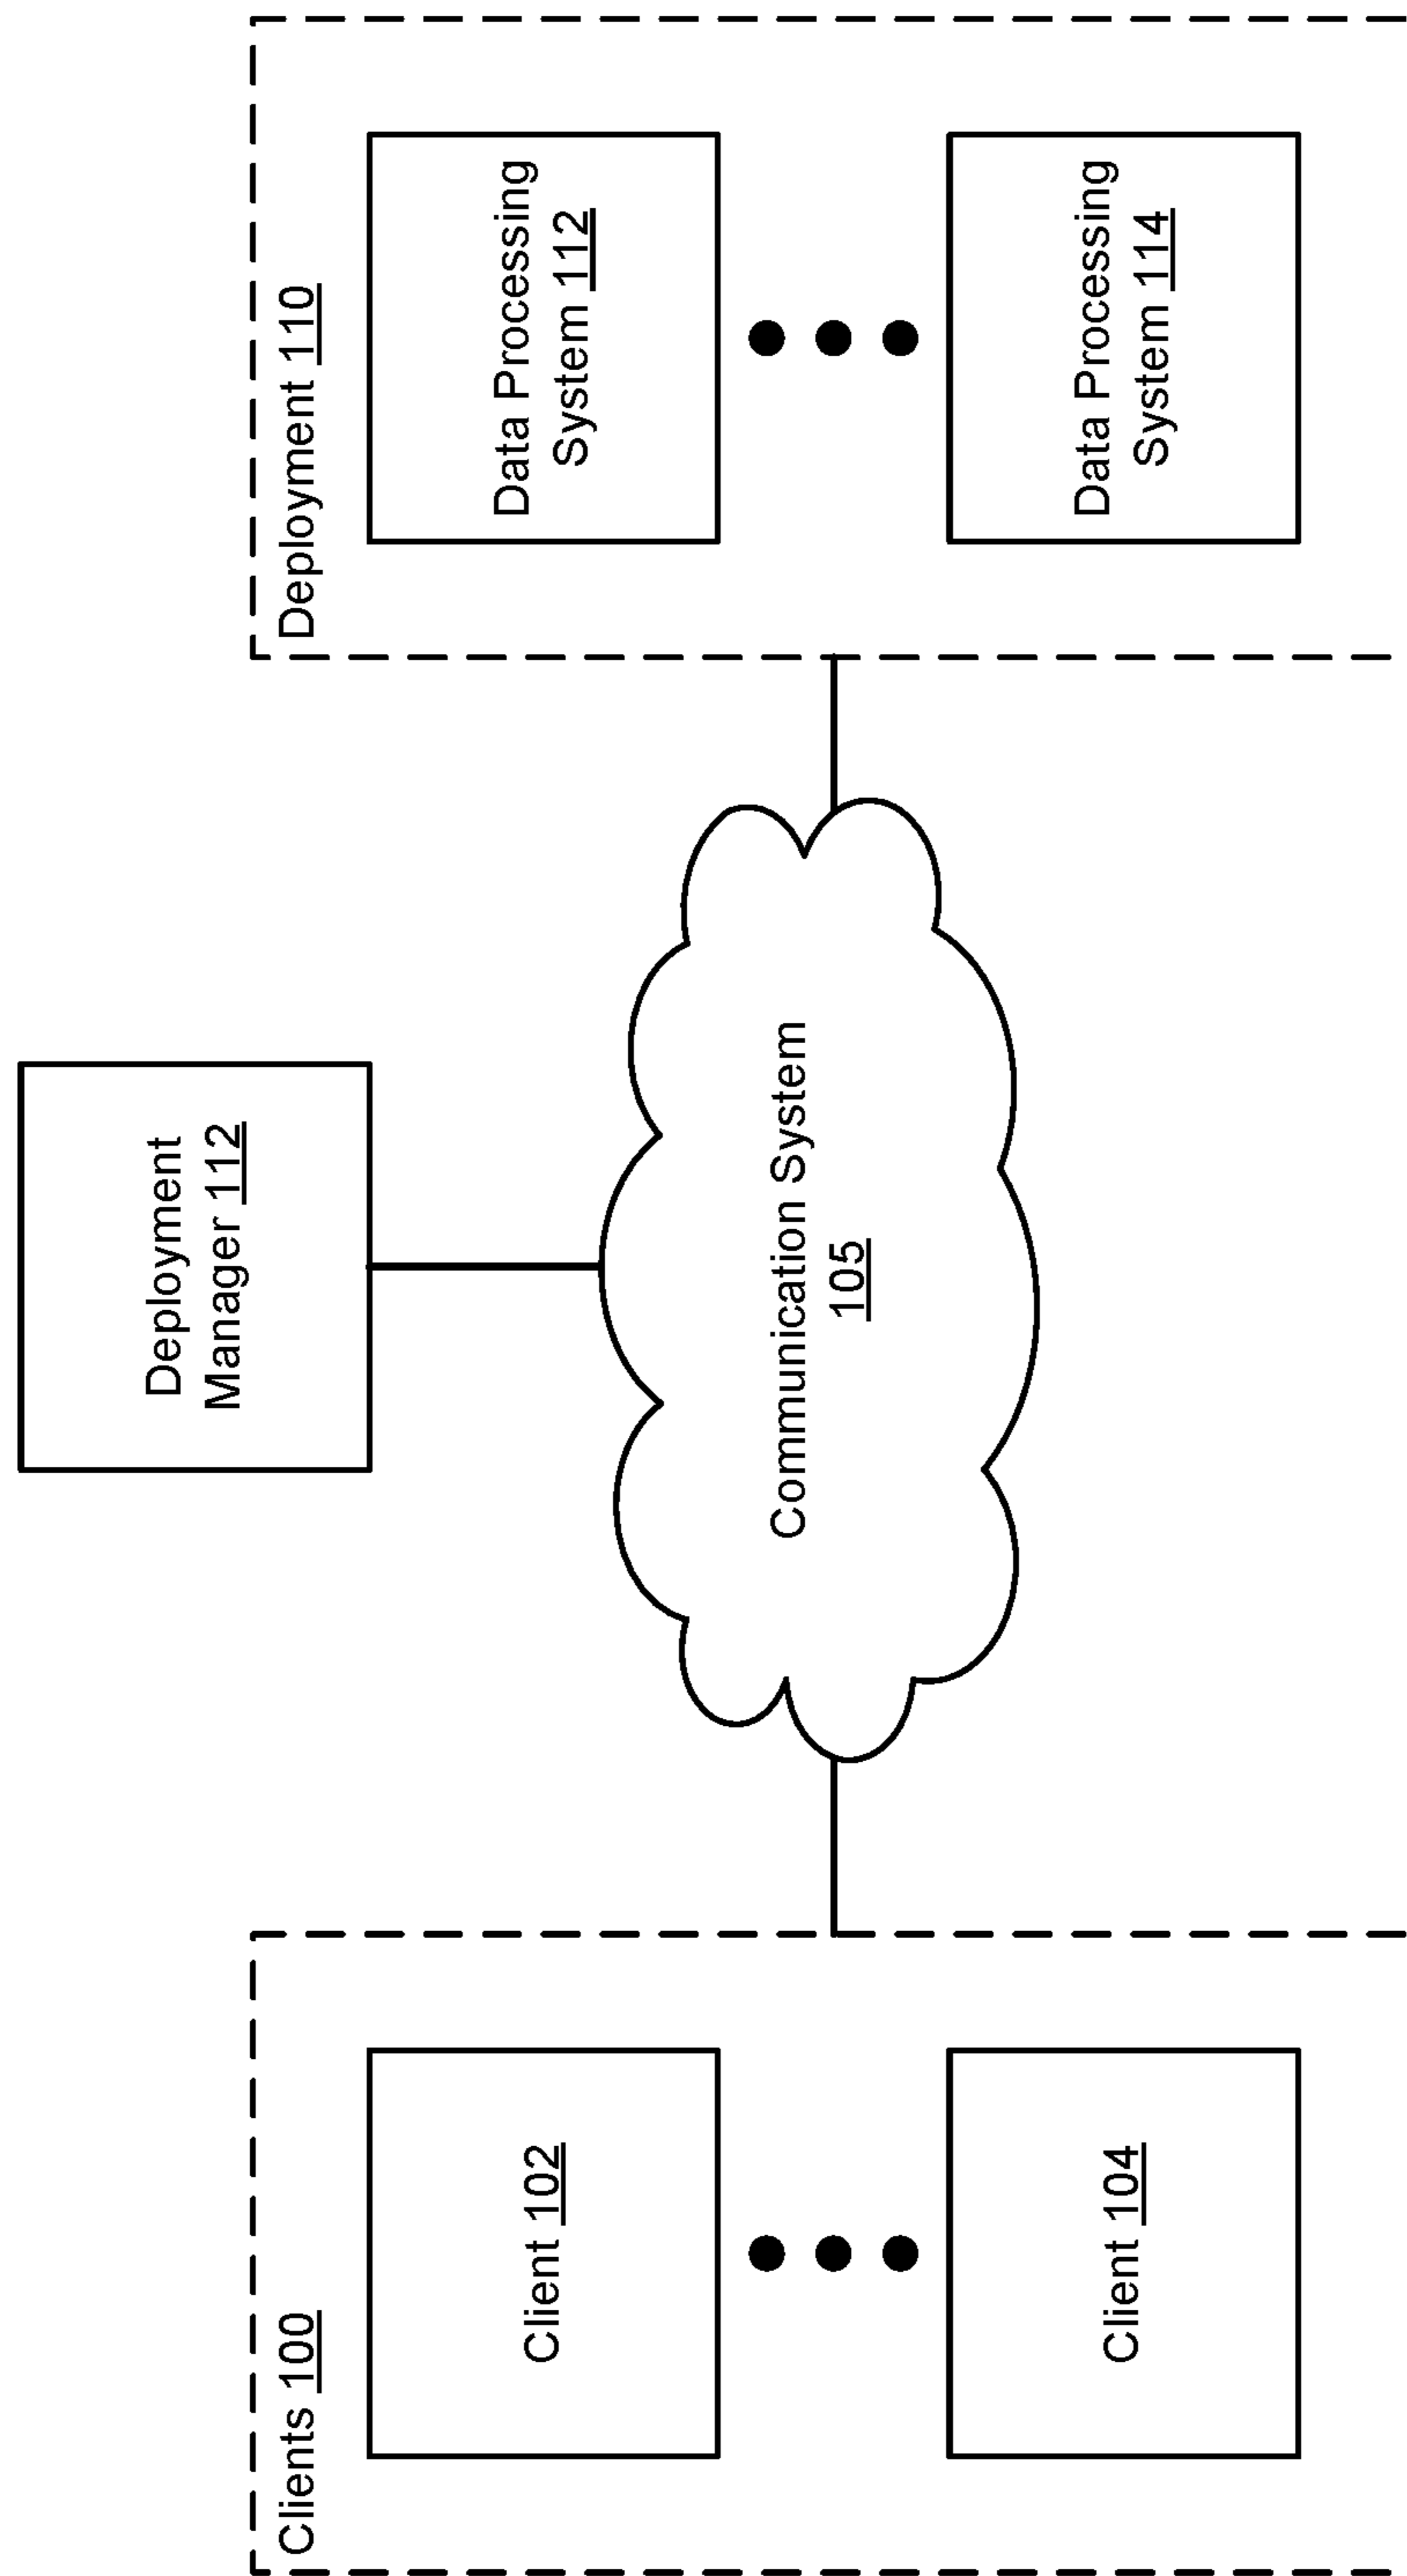 Deployment
Manager 112
Clients 100
Client 102
Client 104
Communication System
105
Deployment 110
Data Processing
System 112
Data Processing
System 114